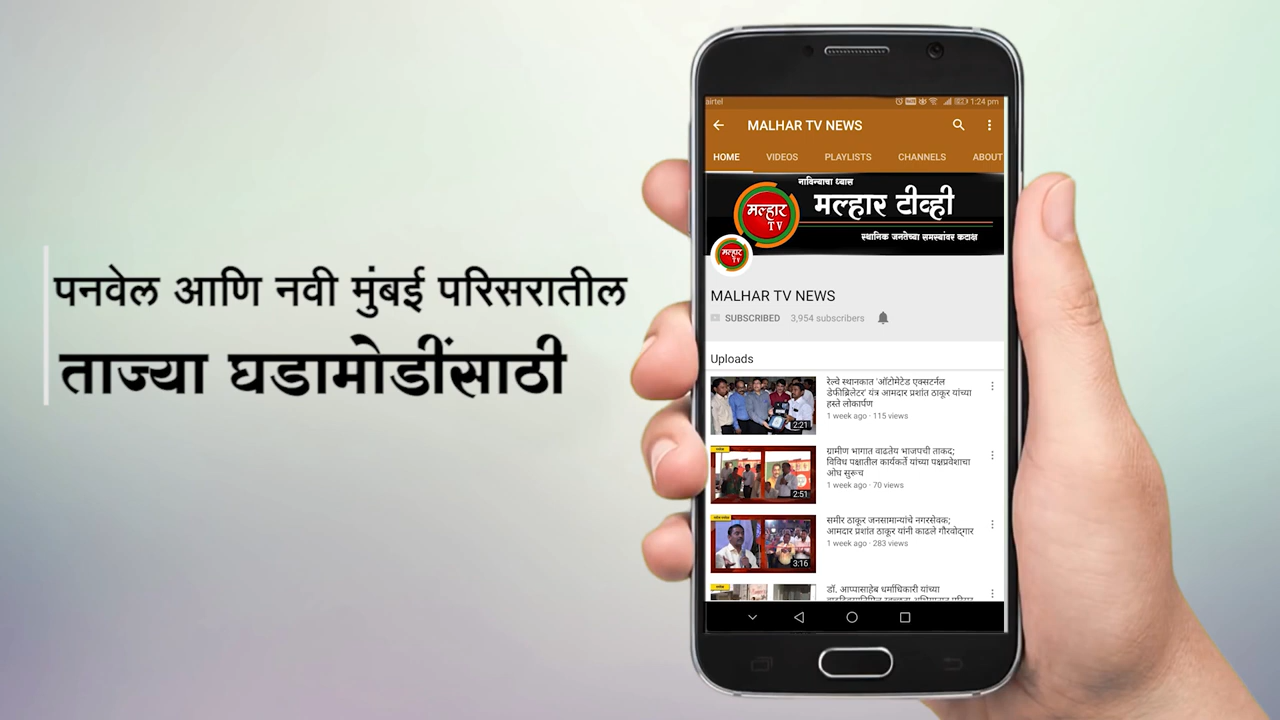 पनवेल आणि नवी मुंबई परिसरातील
ताज्या घडामोडींसाठी
airtel
1:24 pm
MALHAR TV NEWS
HOME VIDEOS PLAYLISTS CHANNELS ABOUT
नाविन्याचा ध्यास
मल्हार टीव्ही
मल्हार
TV
स्थानिक जनतेच्या समस्यांवर कटाक्ष
मल्हार
TV
MALHAR TV NEWS
SUBSCRIBED 3,954 subscribers
Uploads
रेल्वे स्थानकात 'ऑटोमेटेड एक्सटर्नल
डेफीब्रिलेटर' यंत्र आमदार प्रशांत ठाकूर यांच्या
हस्ते लोकार्पण
1 week ago · 115 views
2:21
ग्रामीण भागात वाढतेय भाजपची ताकद;
विविध पक्षातील कार्यकर्ते यांच्या पक्षप्रवेशाचा
ओघ सुरूच
1 week ago · 70 views
2:51
समीर ठाकूर जनसामान्यांचे नगरसेवक;
आमदार प्रशांत ठाकूर यांनी काढले गौरवोद्गार
1 week ago · 283 views
3:16
डॉ. आप्पासाहेब धर्माधिकारी यांच्या